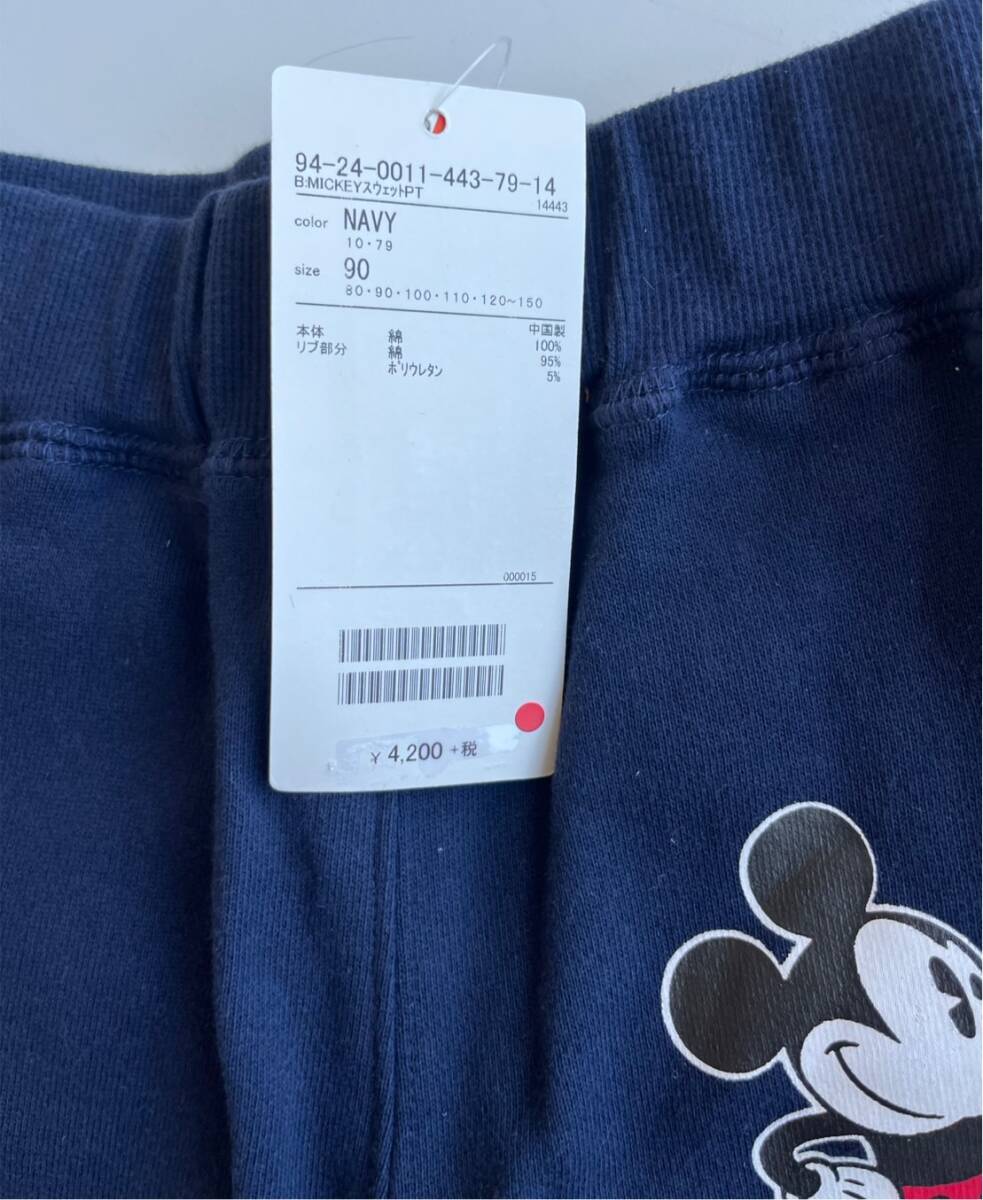 94-24-0011-443-79-14
B:MICKEYスウェットPT
14443
color NAVY
10・79
size 90
80・90・100・110・120～150
中国製
本体 綿 100%
リブ部分 綿 95%
ポリウレタン 5%
000015
¥ 4,200 +税